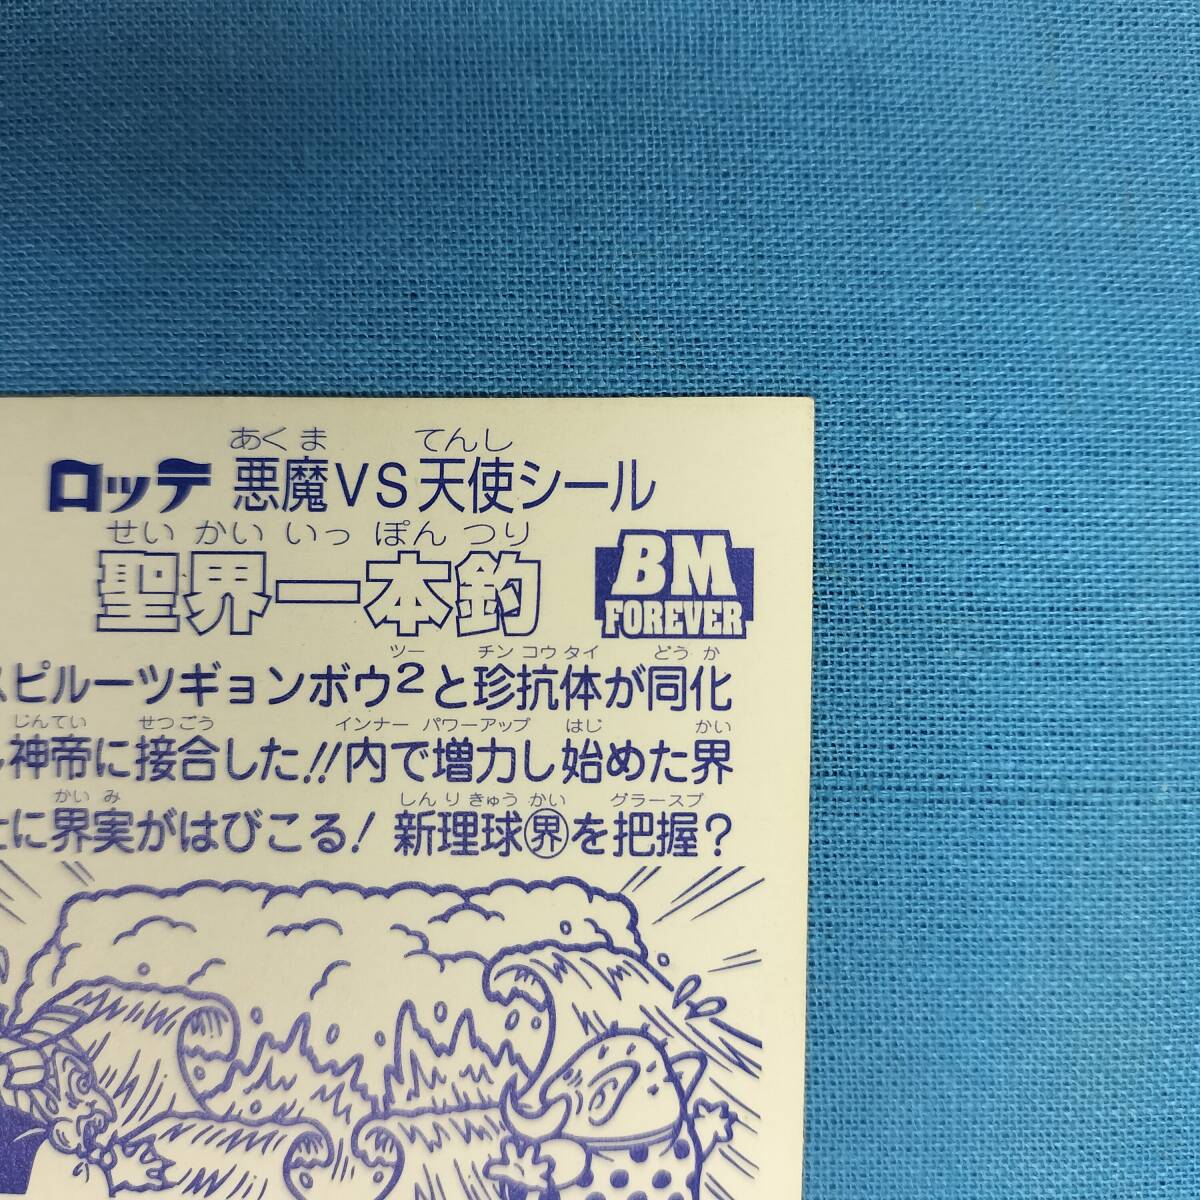 あくま てんし
ロッテ 悪魔VS天使シール
せい かい いっ ぽん つり
聖界一本釣
BM
FOREVER
ツー チン コウ タイ どう か
スピルーツギョンボウ2と珍抗体が同化
じんてい せつごう インナー パワーアップ はじ かい
神帝に接合した!!内で増力し始めた界
かい み しん り きゅう かい グラースプ
に界実がはびこる! 新理球㊩を把握?